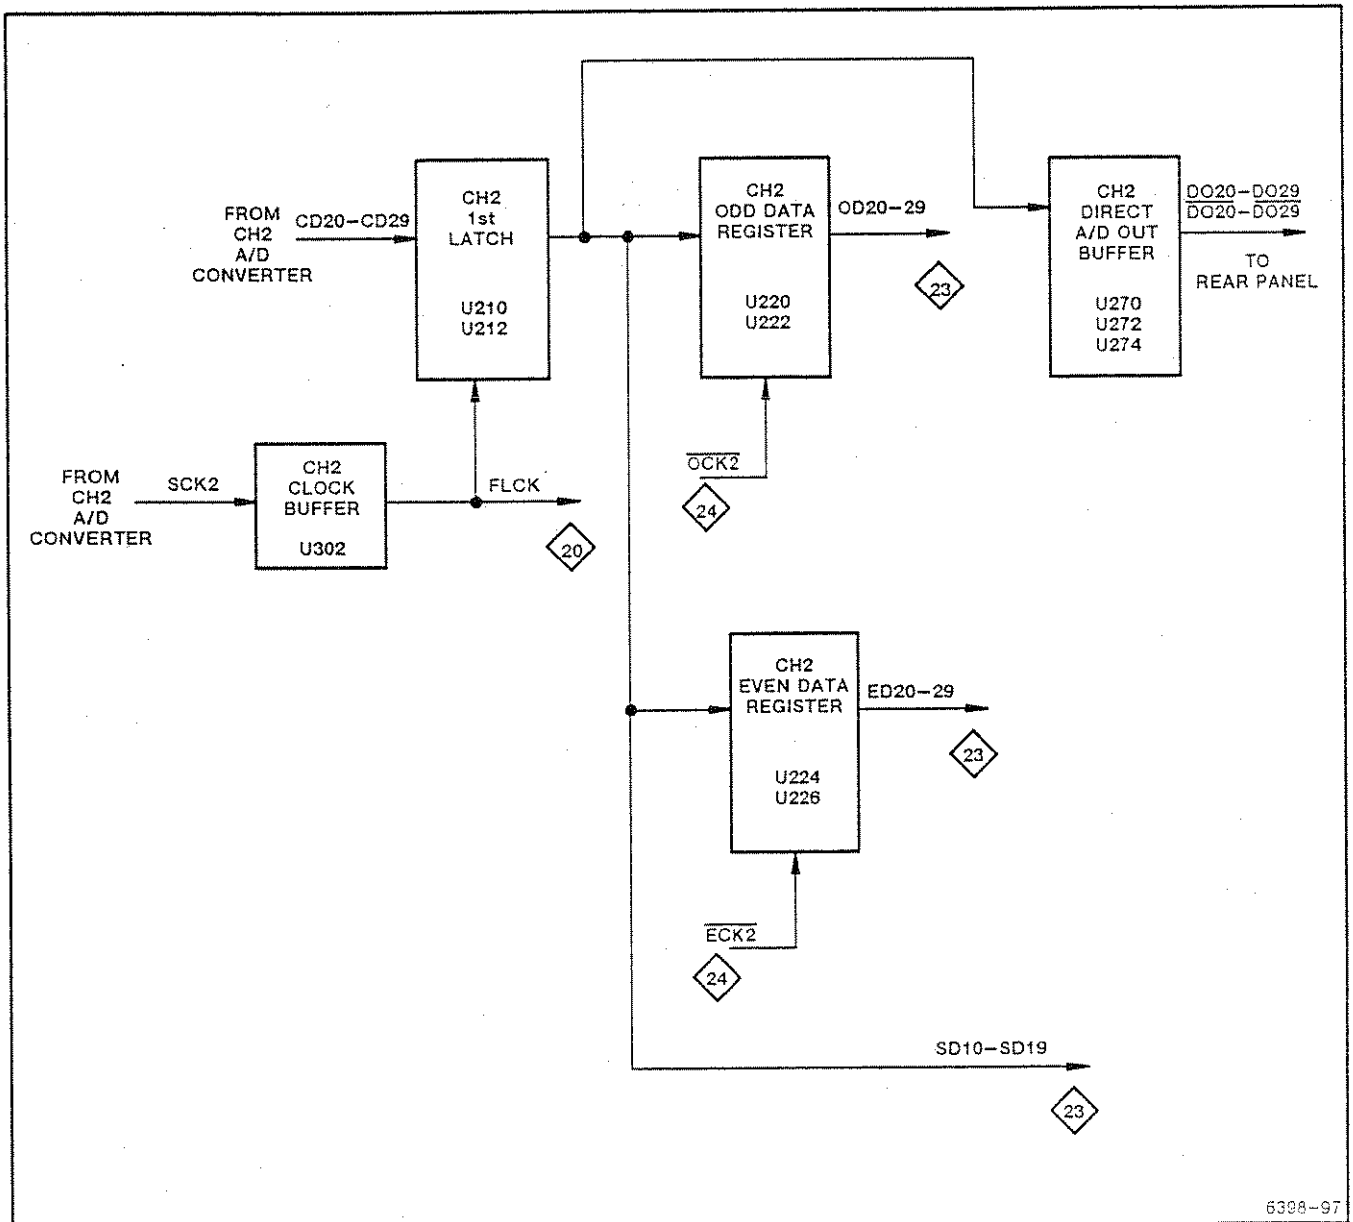 FROM
CH2
A/D
CONVERTER
CD20-CD29
CH2
1st
LATCH
U210
U212
CH2
ODD DATA
REGISTER
U220
U222
OD20-29
23
CH2
DIRECT
A/D OUT
BUFFER
U270
U272
U274
DO20-DO29
DO20-DO29
TO
REAR PANEL
FROM
CH2
A/D
CONVERTER
SCK2
CH2
CLOCK
BUFFER
U302
FLCK
20
OCK2
24
CH2
EVEN DATA
REGISTER
U224
U226
ED20-29
23
ECK2
24
SD10-SD19
23
6398-97